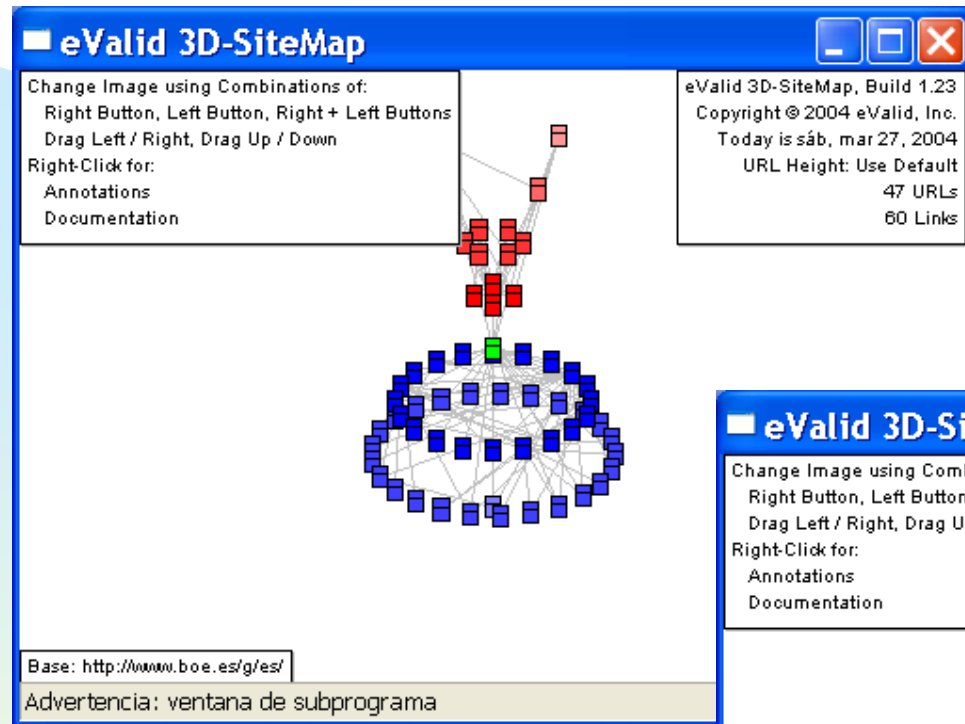 eValid 3D-SiteMap
Change Image using Combinations of:
Right Button, Left Button, Right + Left Buttons
Drag Left / Right, Drag Up / Down
Right-Click for:
Annotations
Documentation
eValid 3D-SiteMap, Build 1.23
Copyright © 2004 eValid, Inc.
Today is sáb, mar 27, 2004
URL Height: Use Default
47 URLs
60 Links
Base: http://www.boe.es/g/es/
Advertencia: ventana de subprograma
eValid 3D-Si
Change Image using Comb
Right Button, Left Button
Drag Left / Right, Drag U
Right-Click for:
Annotations
Documentation